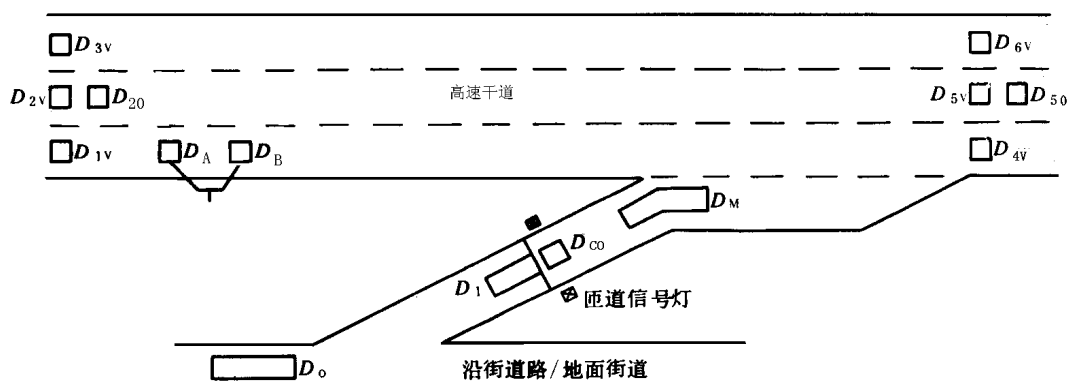 D3V
D6V
D2V
D20
高速干道
D5V
D50
D1V
DA
DB
D4V
DM
DCO
D1
匝道信号灯
Do
沿街道路/地面街道